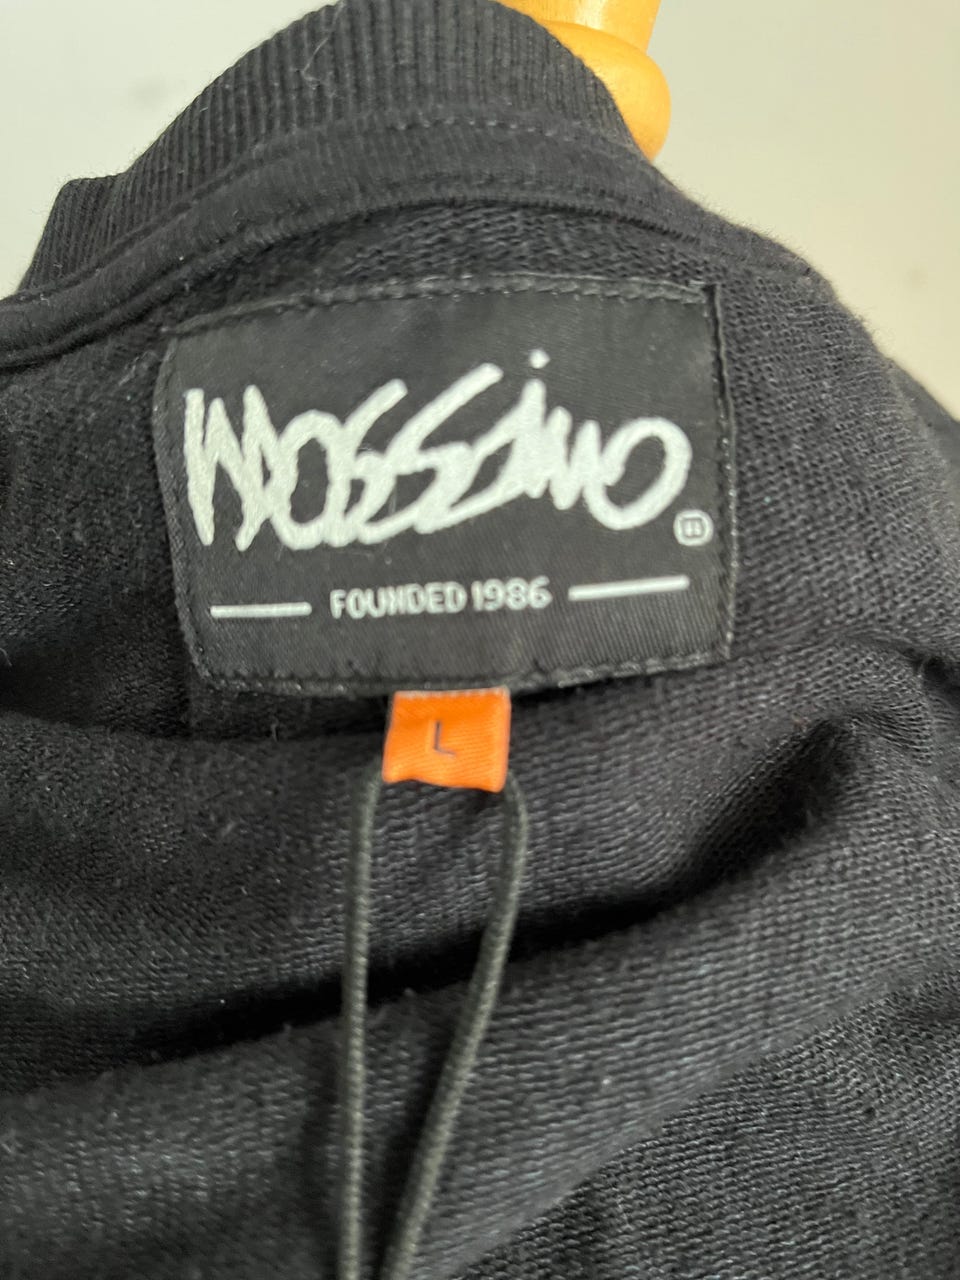 mossimo ®
FOUNDED 1986
L